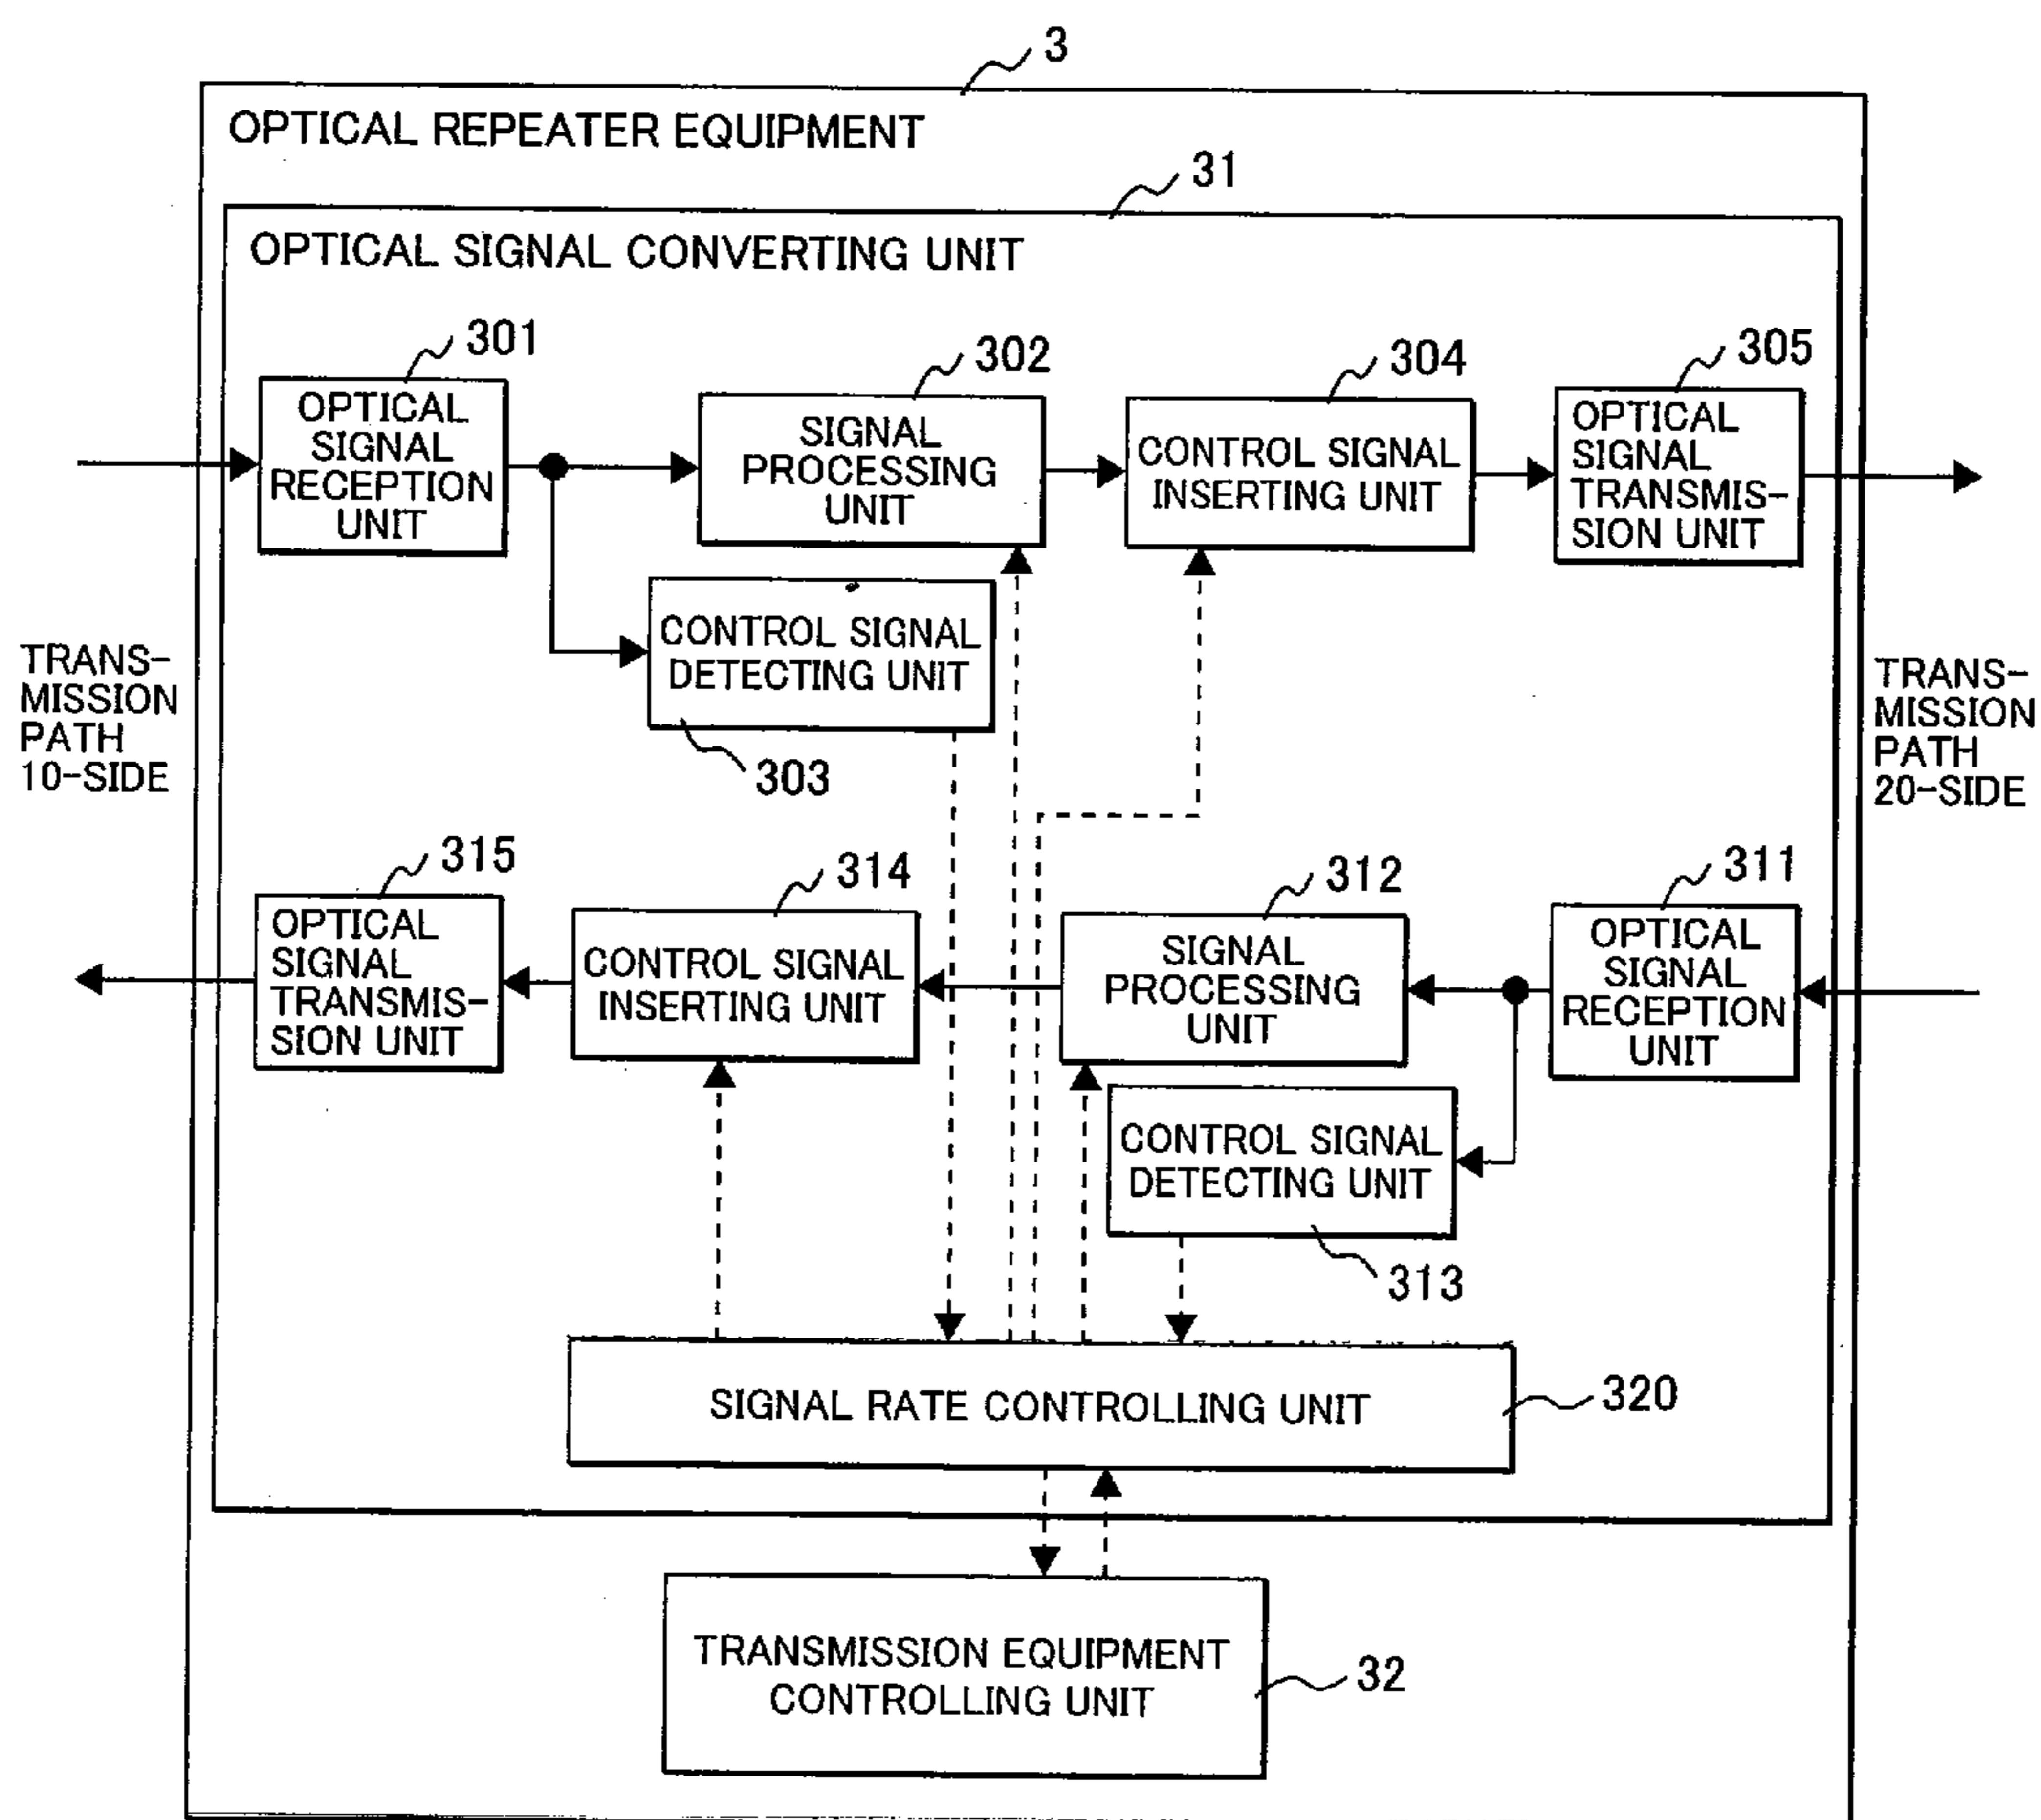 3
OPTICAL REPEATER EQUIPMENT
31
OPTICAL SIGNAL CONVERTING UNIT
301
OPTICAL
SIGNAL
RECEPTION
UNIT
302
SIGNAL
PROCESSING
UNIT
304
CONTROL SIGNAL
INSERTING UNIT
305
OPTICAL
SIGNAL
TRANSMIS-
SION UNIT
CONTROL SIGNAL
DETECTING UNIT
303
TRANS-
MISSION
PATH
10-SIDE
TRANS-
MISSION
PATH
20-SIDE
315
OPTICAL
SIGNAL
TRANSMIS-
SION UNIT
314
CONTROL SIGNAL
INSERTING UNIT
312
SIGNAL
PROCESSING
UNIT
311
OPTICAL
SIGNAL
RECEPTION
UNIT
CONTROL SIGNAL
DETECTING UNIT
313
SIGNAL RATE CONTROLLING UNIT
320
TRANSMISSION EQUIPMENT
CONTROLLING UNIT
32